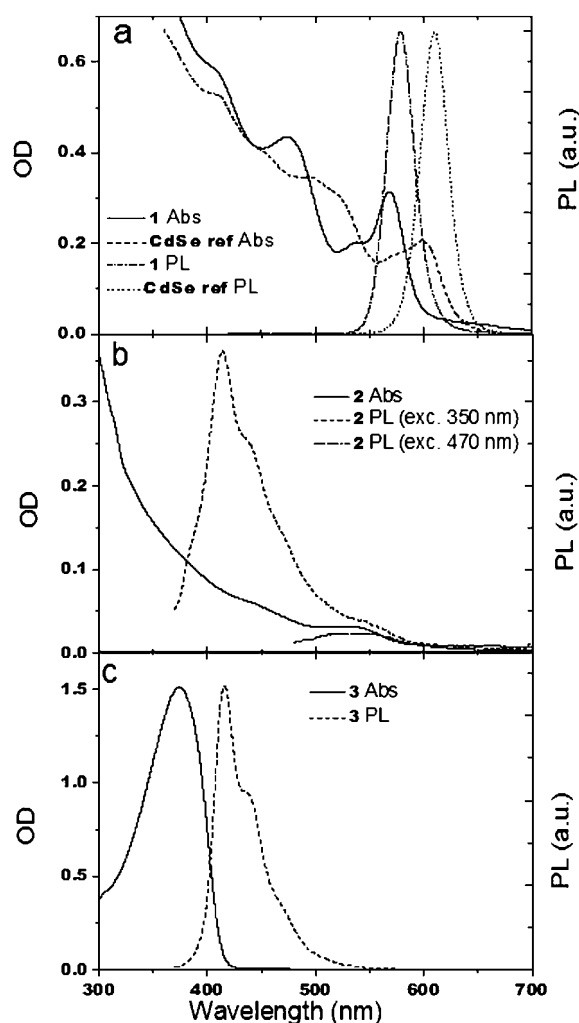 a
0.6
0.4
0.2
0.0
OD
PL (a.u.)
1 Abs
CdSe ref Abs
1 PL
CdSe ref PL
b
0.3
0.2
0.1
0.0
OD
PL (a.u.)
2 Abs
2 PL (exc. 350 nm)
2 PL (exc. 470 nm)
c
1.5
1.0
0.5
0.0
OD
PL (a.u.)
3 Abs
3 PL
300 400 500 600 700
Wavelength (nm)